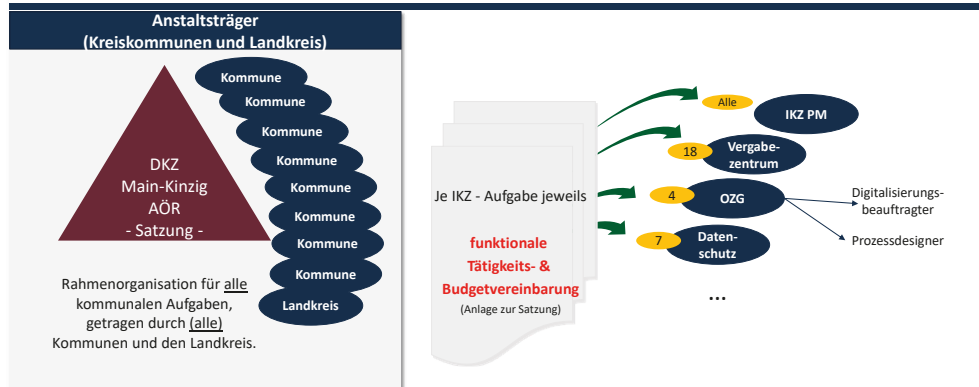 Anstaltsträger
(Kreiskommunen und Landkreis)
Kommune
Kommune
Kommune
Kommune
Kommune
Kommune
Kommune
Kommune
Landkreis
DKZ
Main-Kinzig
AÖR
- Satzung -
Rahmenorganisation für alle
kommunalen Aufgaben,
getragen durch (alle)
Kommunen und den Landkreis.
Je IKZ - Aufgabe jeweils
funktionale
Tätigkeits- &
Budgetvereinbarung
(Anlage zur Satzung)
Alle
IKZ PM
18
Vergabe-
zentrum
4
OZG
7
Daten-
schutz
...
Digitalisierungs-
beauftragter
Prozessdesigner